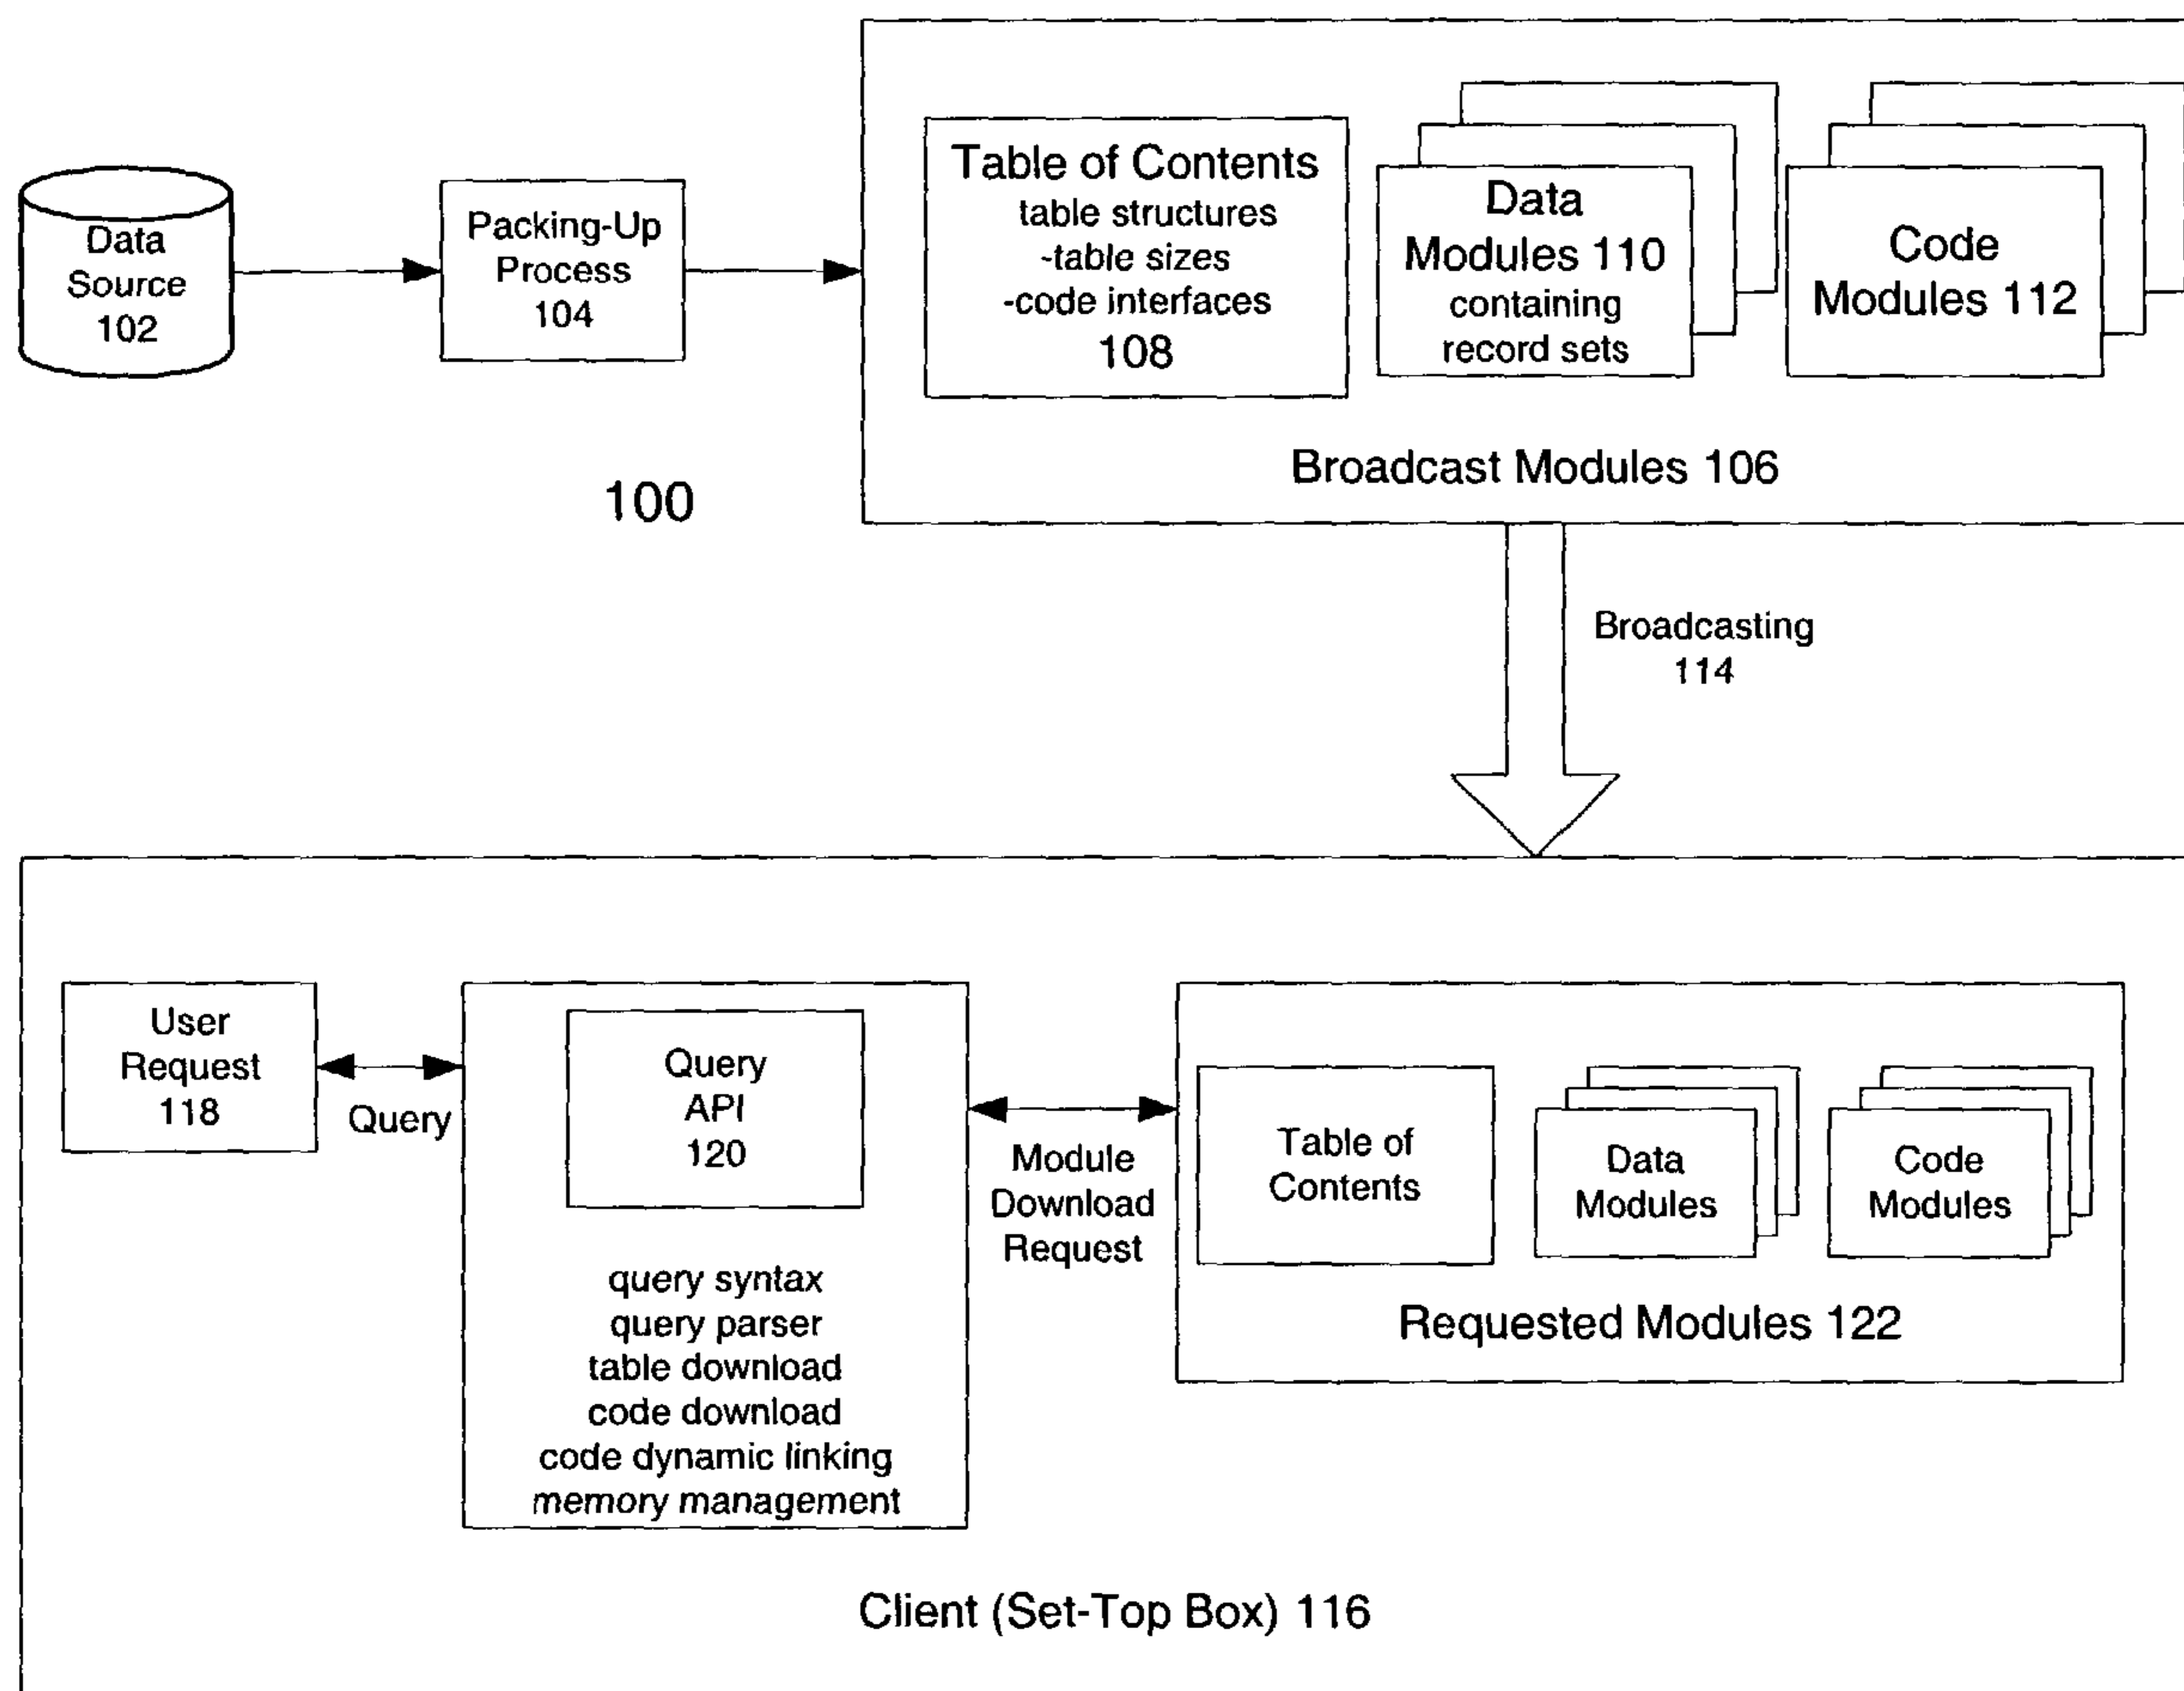 Data
Source
102
Packing-Up
Process
104
Table of Contents
table structures
-table sizes
-code interfaces
108
Data
Modules 110
containing
record sets
Code
Modules 112
Broadcast Modules 106
100
Broadcasting
114
User
Request
118
Query
Query
API
120
query syntax
query parser
table download
code download
code dynamic linking
memory management
Module
Download
Request
Table of
Contents
Data
Modules
Code
Modules
Requested Modules 122
Client (Set-Top Box) 116